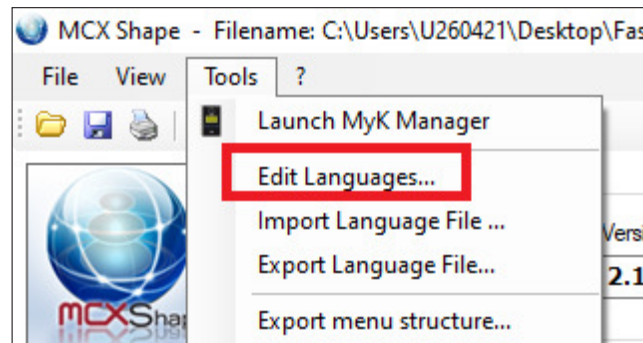 MCX Shape - Filename: C:\Users\U260421\Desktop\Fas
File View Tools ?
Launch MyK Manager
Edit Languages...
Import Language File ...
Export Language File...
Export menu structure...
Versi
2.1
MCXSha